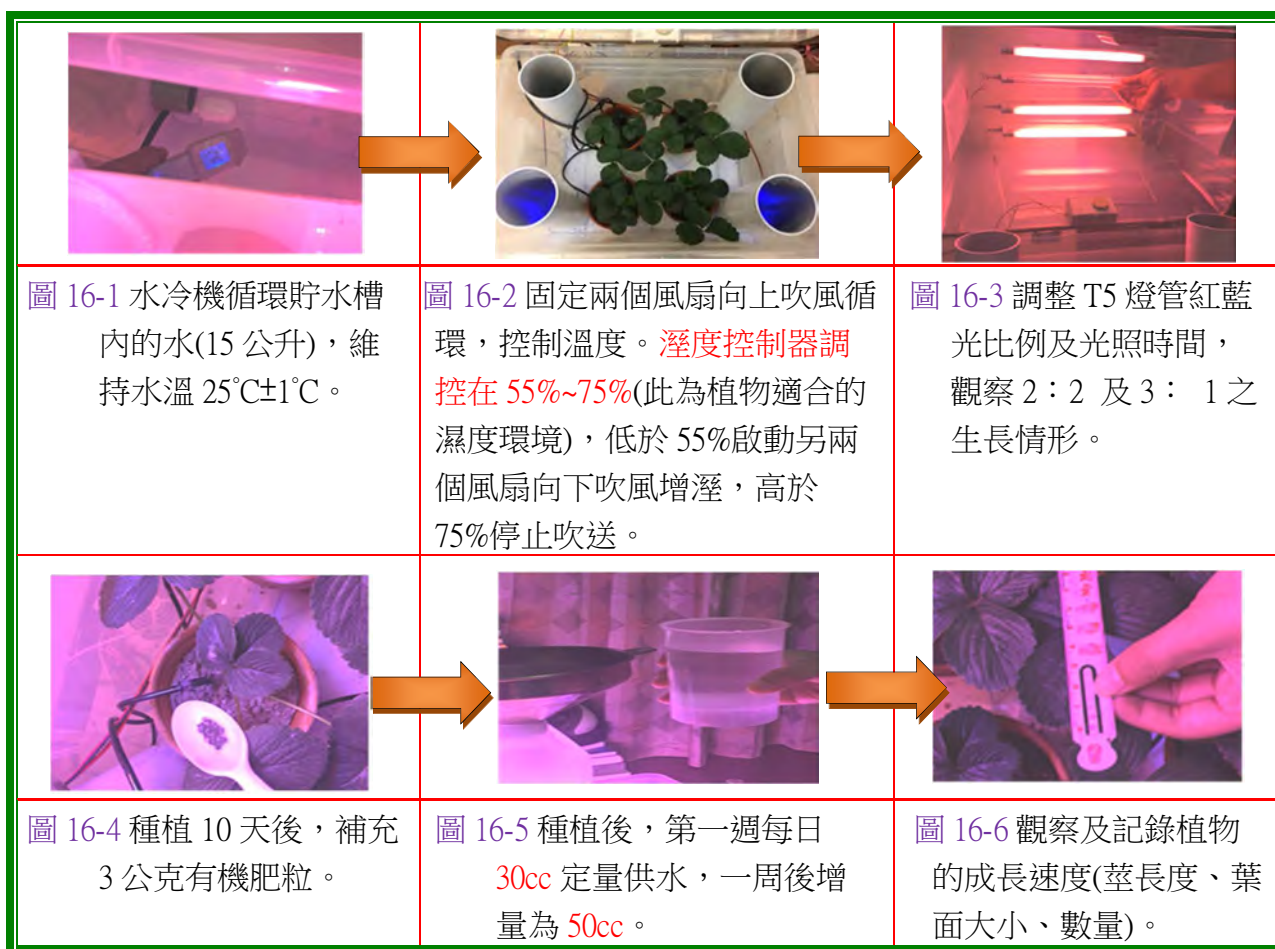 圖 16-1 水冷機循環貯水槽
內的水(15 公升)，維
持水溫 25℃±1℃。
圖 16-2 固定兩個風扇向上吹風循
環，控制溫度。溼度控制器調
控在 55%~75%(此為植物適合的
濕度環境)，低於 55%啟動另兩
個風扇向下吹風增溼，高於
75%停止吹送。
圖 16-3 調整 T5 燈管紅藍
光比例及光照時間，
觀察 2：2 及 3： 1 之
生長情形。
圖 16-4 種植 10 天後，補充
3 公克有機肥粒。
圖 16-5 種植後，第一週每日
30cc 定量供水，一周後增
量為 50cc。
圖 16-6 觀察及記錄植物
的成長速度(莖長度、葉
面大小、數量)。